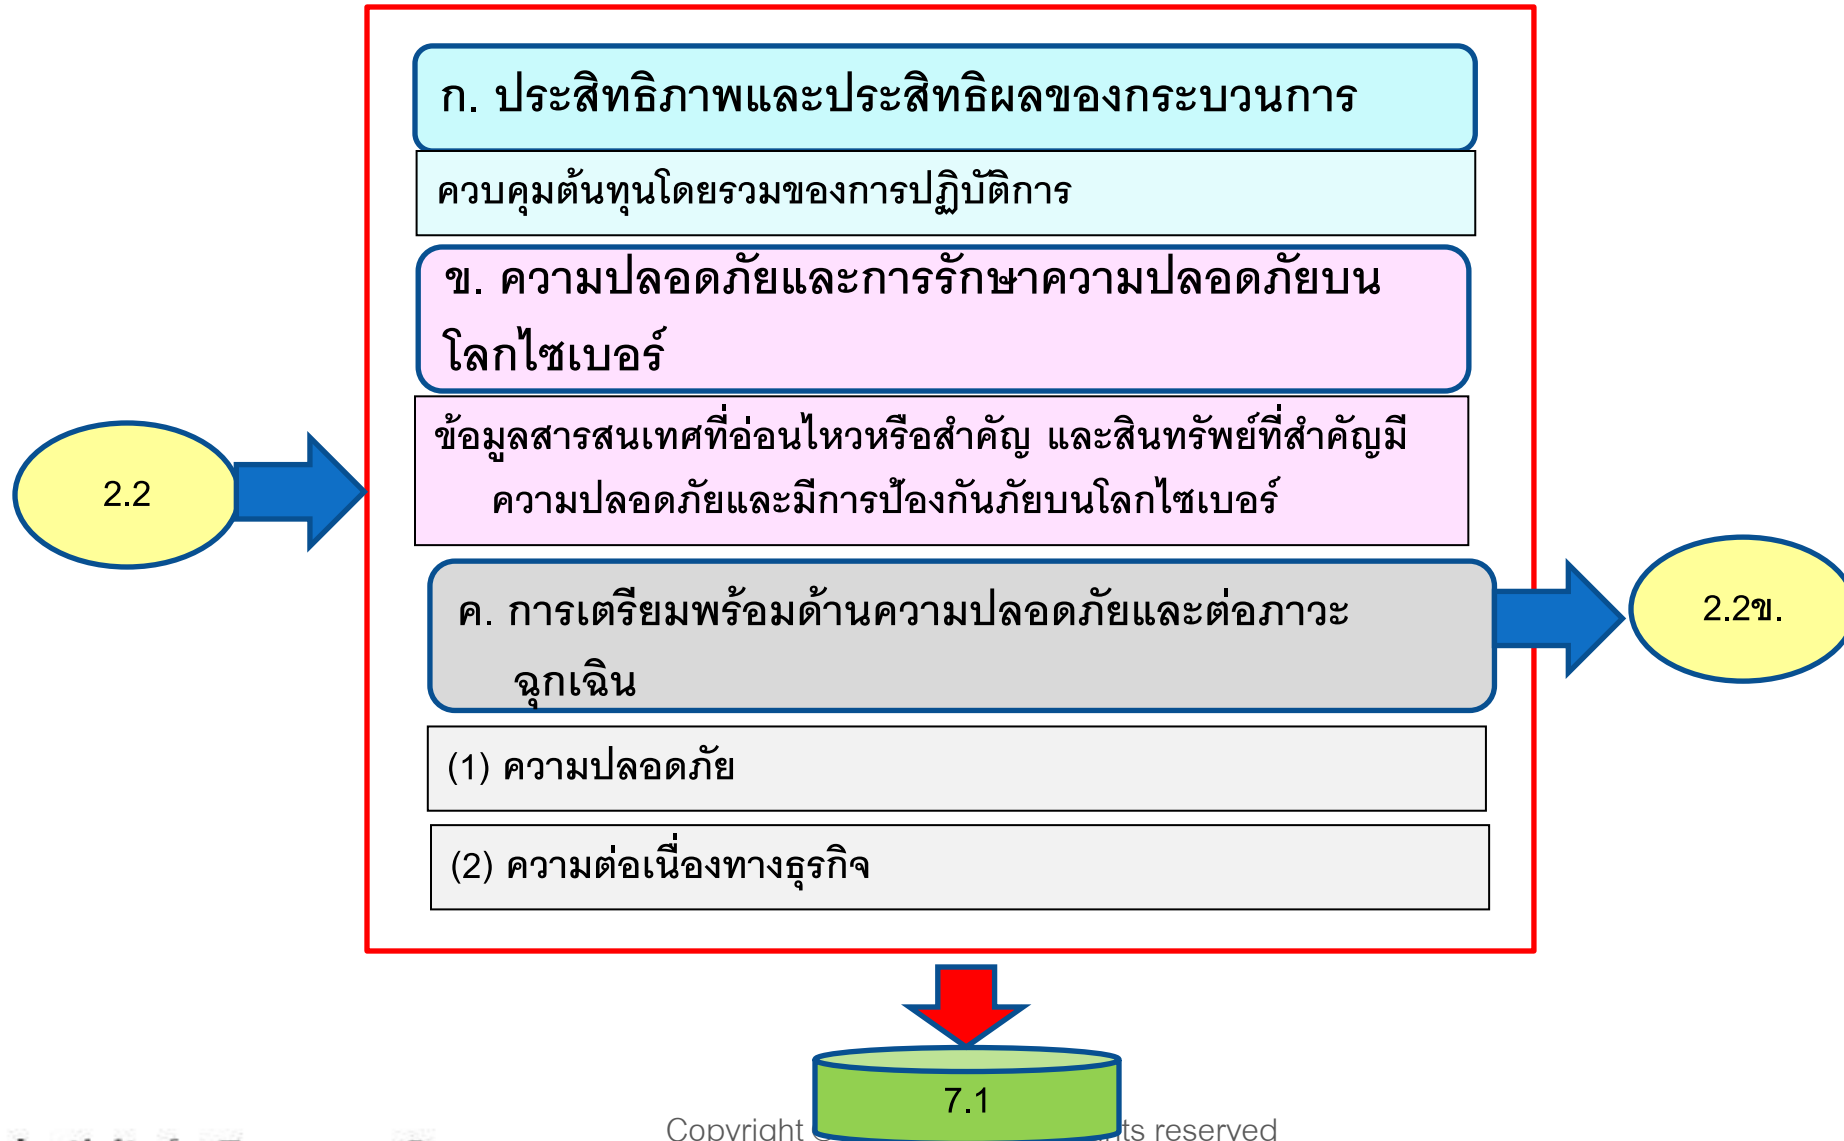 ก. ประสิทธิภาพและประสิทธิผลของกระบวนการ
ควบคุมต้นทุนโดยรวมของการปฏิบัติการ
ข. ความปลอดภัยและการรักษาความปลอดภัยบน
โลกไซเบอร์
ข้อมูลสารสนเทศที่อ่อนไหวหรือสำคัญ และสินทรัพย์ที่สำคัญมี
ความปลอดภัยและมีการป้องกันภัยบนโลกไซเบอร์
2.2
ค. การเตรียมพร้อมด้านความปลอดภัยและต่อภาวะ
ฉุกเฉิน
2.2ข.
(1) ความปลอดภัย
(2) ความต่อเนื่องทางธุรกิจ
7.1
Copyright reserved